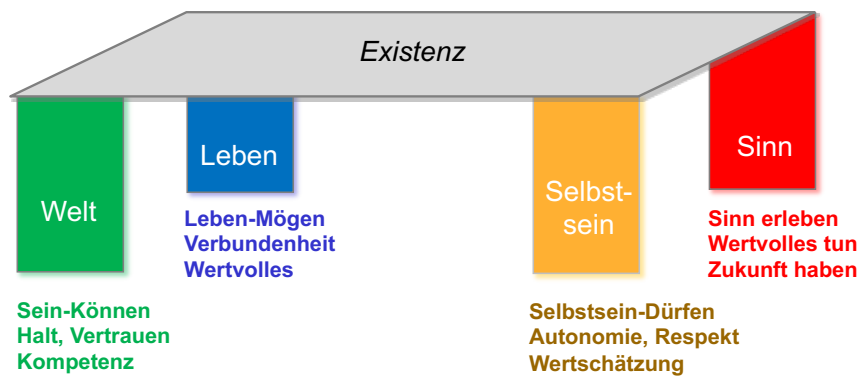 Existenz
Welt
Sein-Können
Halt, Vertrauen
Kompetenz
Leben
Leben-Mögen
Verbundenheit
Wertvolles
Selbst-
sein
Selbstsein-Dürfen
Autonomie, Respekt
Wertschätzung
Sinn
Sinn erleben
Wertvolles tun
Zukunft haben